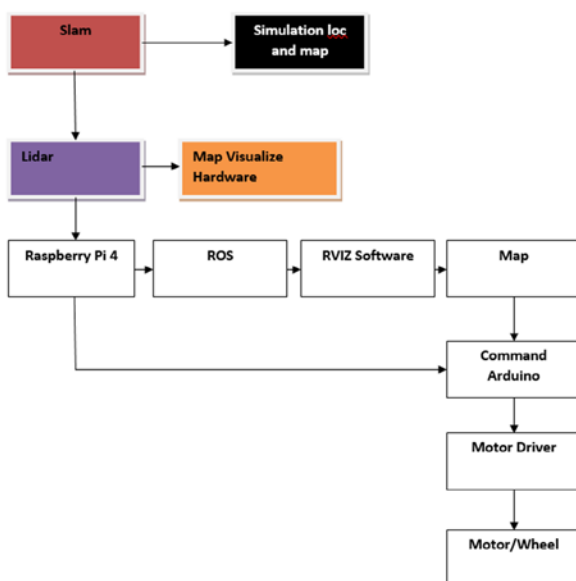 Slam
Simulation loc
and map
Lidar
Map Visualize
Hardware
Raspberry Pi 4
ROS
RVIZ Software
Map
Command
Arduino
Motor Driver
Motor/Wheel